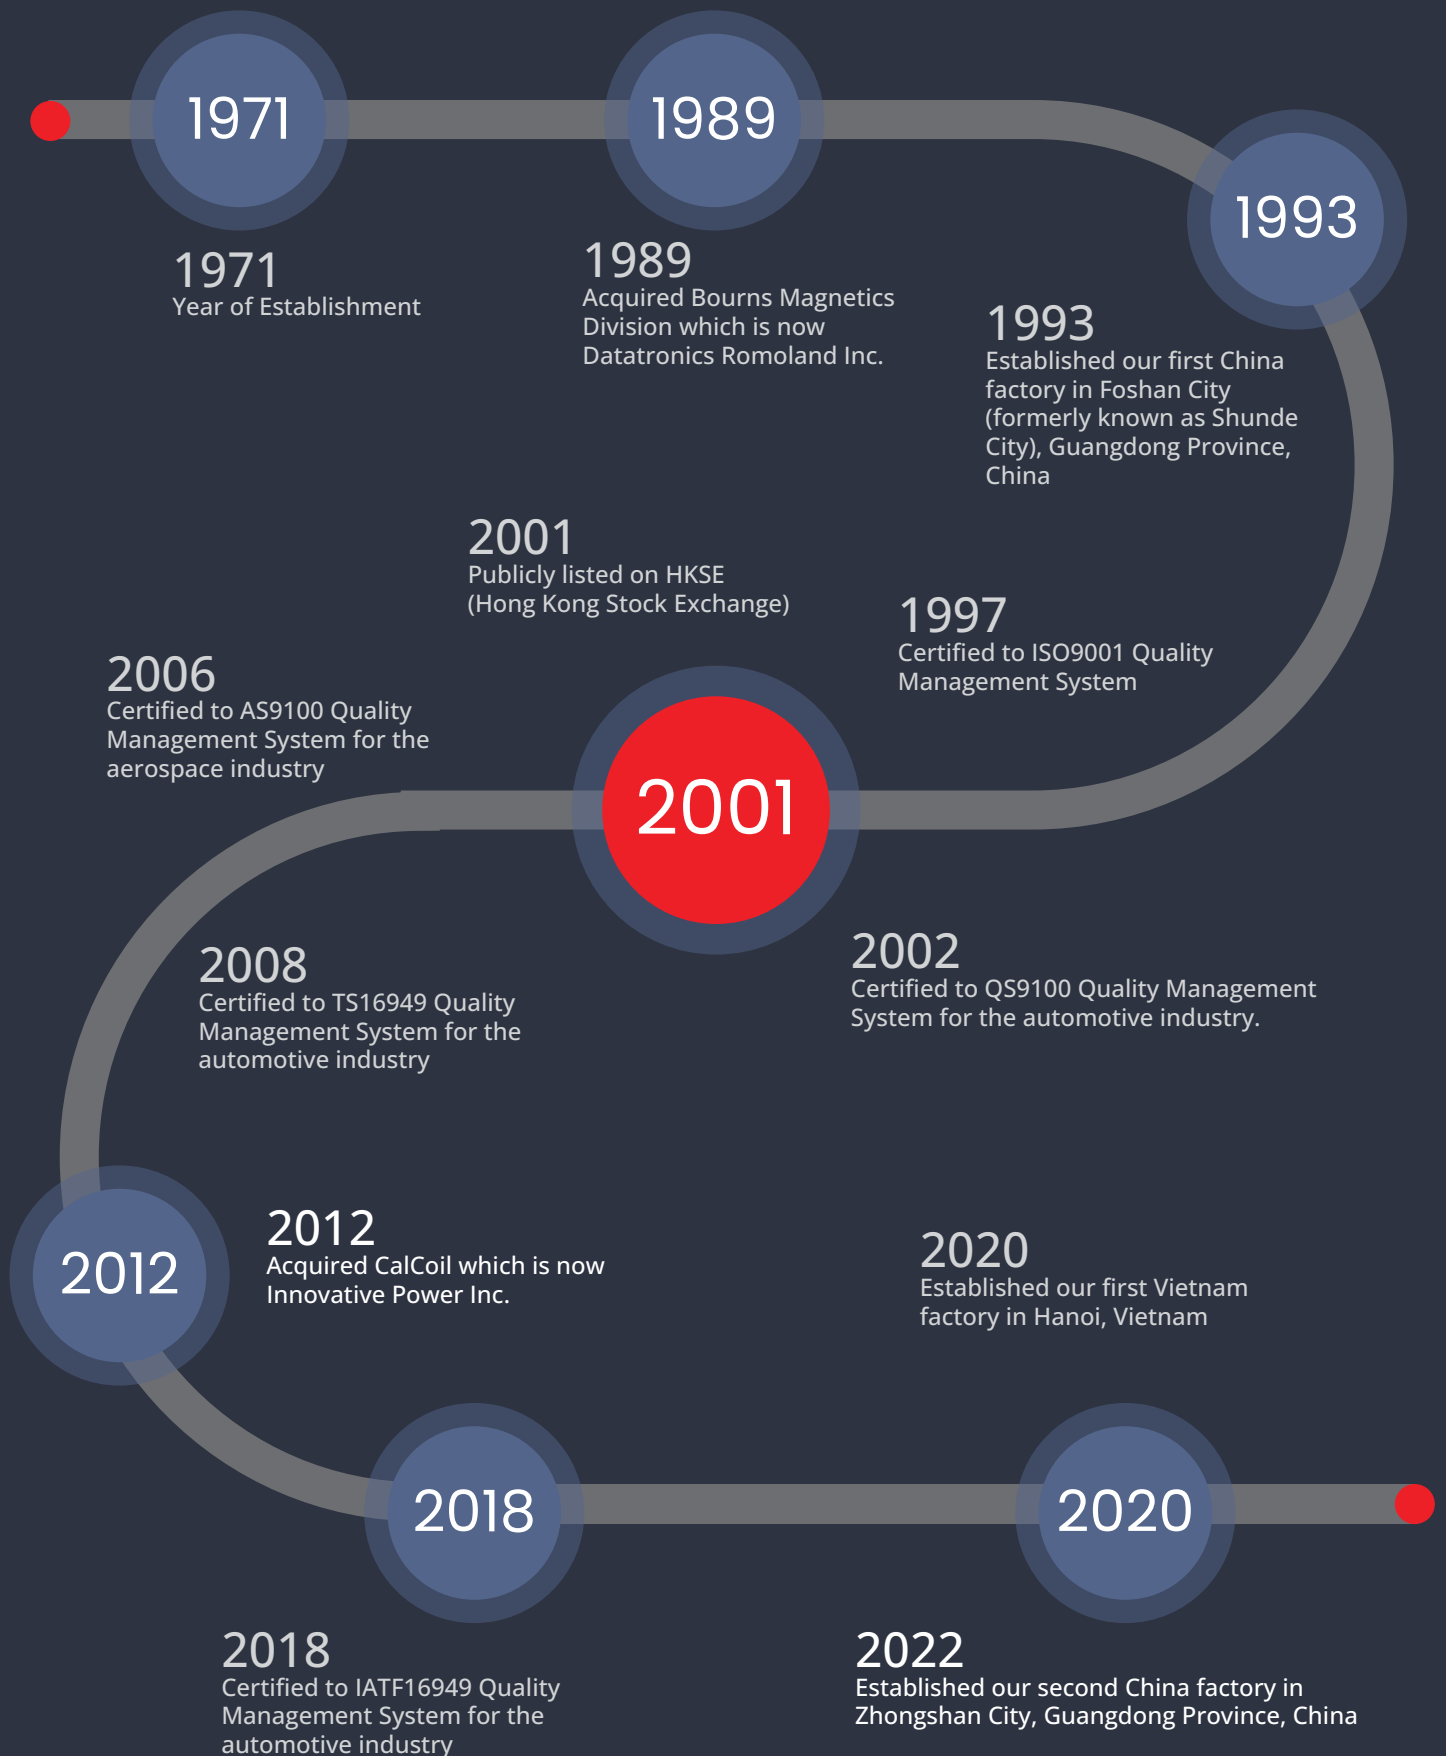 1971
1989
1993
1971
Year of Establishment
1989
Acquired Bourns Magnetics
Division which is now
Datatronics Romoland Inc.
1993
Established our first China
factory in Foshan City
(formerly known as Shunde
City), Guangdong Province,
China
2001
Publicly listed on HKSE
(Hong Kong Stock Exchange)
1997
Certified to ISO9001 Quality
Management System
2006
Certified to AS9100 Quality
Management System for the
aerospace industry
2001
2008
Certified to TS16949 Quality
Management System for the
automotive industry
2002
Certified to QS9100 Quality Management
System for the automotive industry.
2012
2012
Acquired CalCoil which is now
Innovative Power Inc.
2020
Established our first Vietnam
factory in Hanoi, Vietnam
2018
2020
2018
Certified to IATF16949 Quality
Management System for the
automotive industry
2022
Established our second China factory in
Zhongshan City, Guangdong Province, China